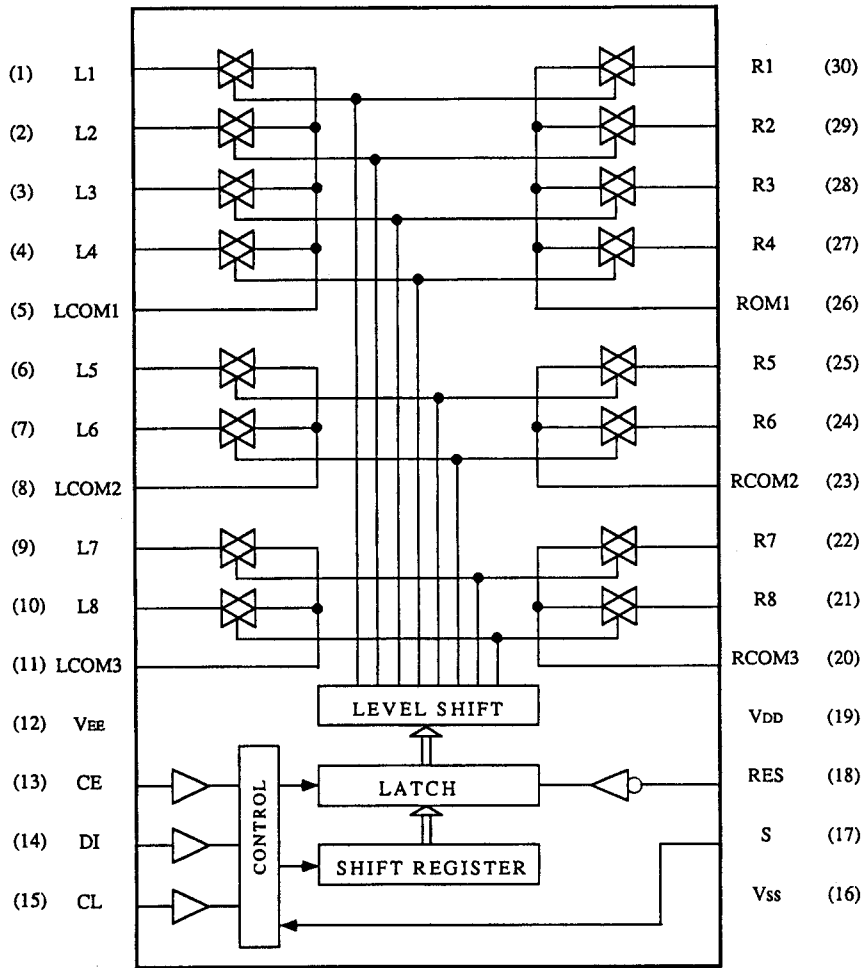 (1) L1 R1 (30)
(2) L2 R2 (29)
(3) L3 R3 (28)
(4) L4 R4 (27)
(5) LCOM1 ROM1 (26)
(6) L5 R5 (25)
(7) L6 R6 (24)
(8) LCOM2 RCOM2 (23)
(9) L7 R7 (22)
(10) L8 R8 (21)
(11) LCOM3 RCOM3 (20)
LEVEL SHIFT
(12) VEE VDD (19)
(13) CE LATCH RES (18)
CONTROL
(14) DI S (17)
SHIFT REGISTER
(15) CL Vss (16)